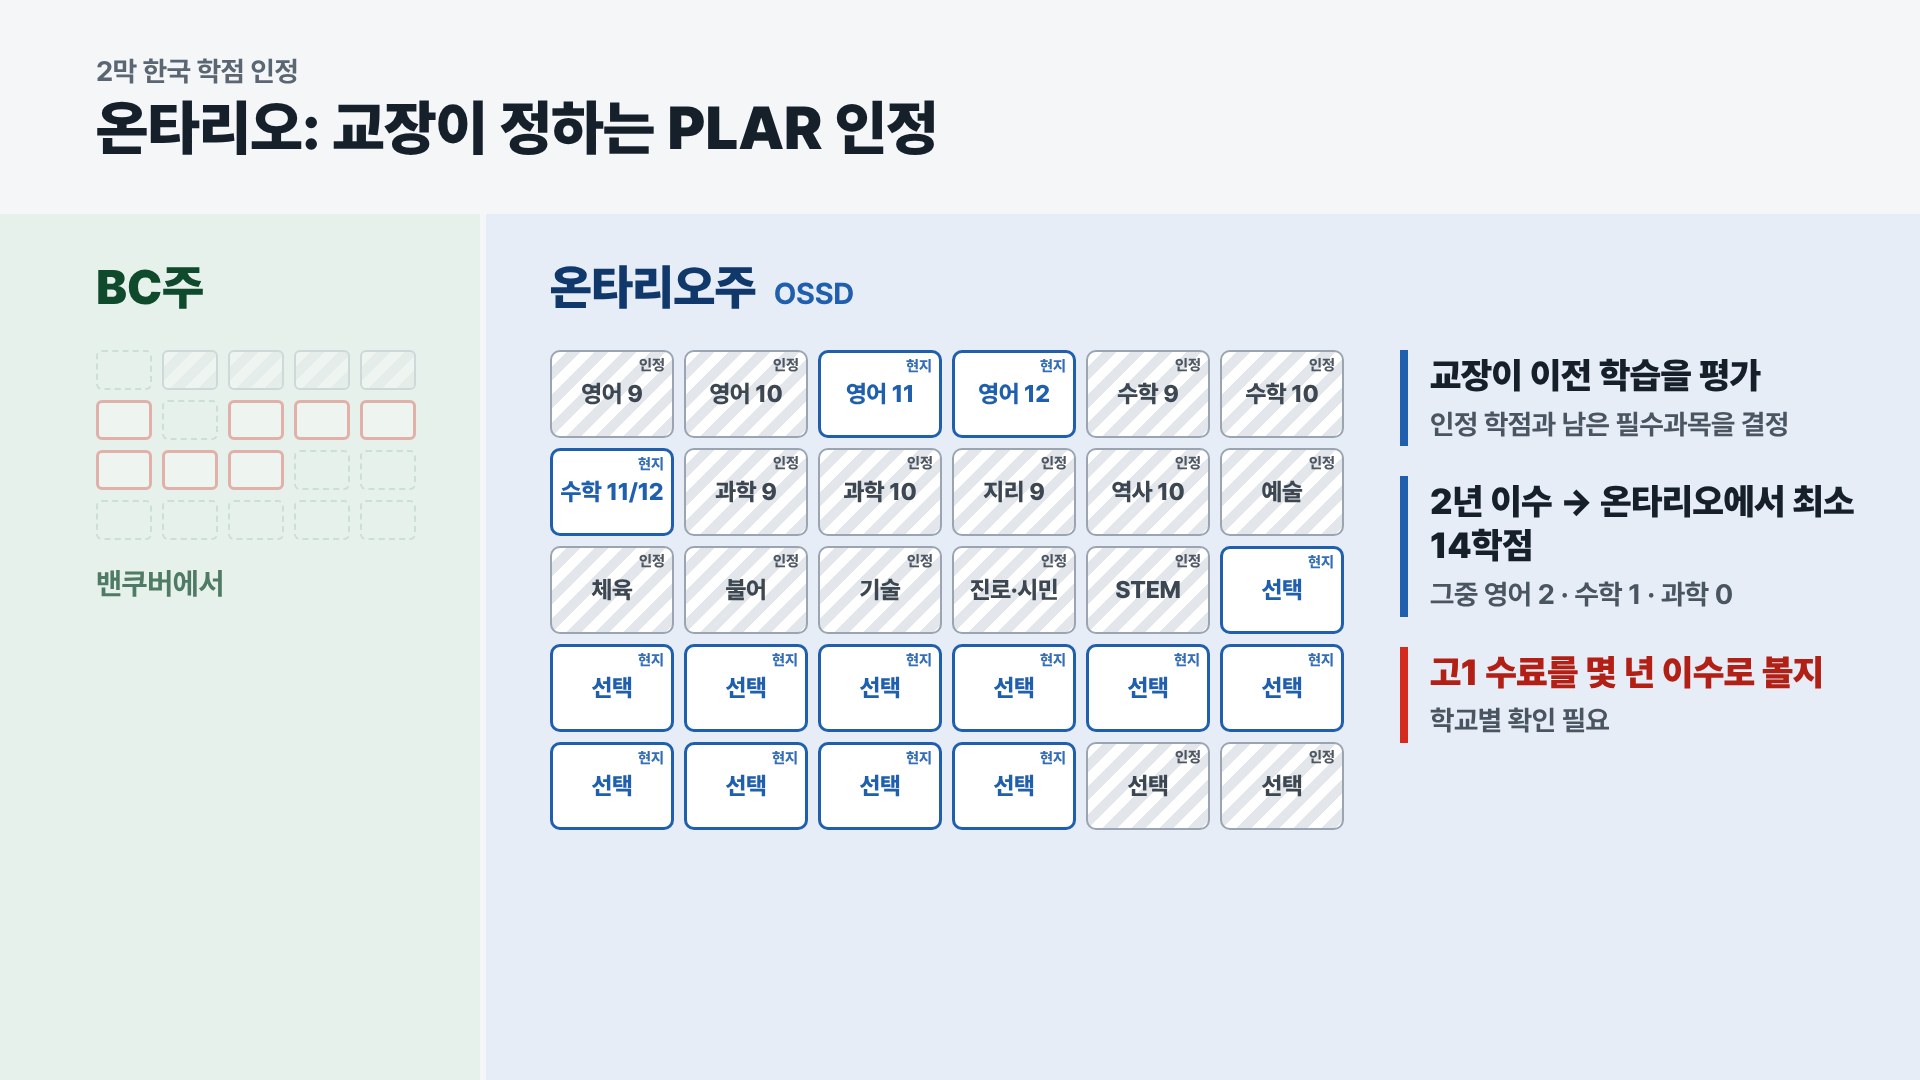 2막 한국 학점 인정
온타리오: 교장이 정하는 PLAR 인정
BC주
밴쿠버에서
온타리오주 OSSD
인정 인정 현지 현지 인정 인정
영어 9 영어 10 영어 11 영어 12 수학 9 수학 10
현지 인정 인정 인정 인정 인정
수학 11/12 과학 9 과학 10 지리 9 역사 10 예술
인정 인정 인정 인정 인정 현지
체육 불어 기술 진로·시민 STEM 선택
현지 현지 현지 현지 현지 현지
선택 선택 선택 선택 선택 선택
현지 현지 현지 현지 인정 인정
선택 선택 선택 선택 선택 선택
교장이 이전 학습을 평가
인정 학점과 남은 필수과목을 결정
2년 이수 → 온타리오에서 최소
14학점
그중 영어 2 · 수학 1 · 과학 0
고1 수료를 몇 년 이수로 볼지
학교별 확인 필요